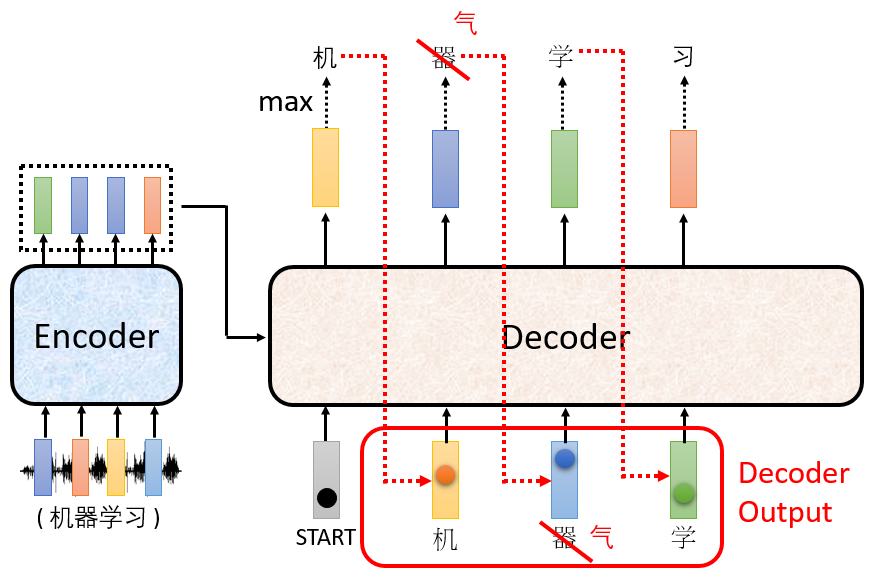 气
机
器
学
习
max
Encoder
Decoder
(机器学习)
START
机
器
气
学
Decoder
Output